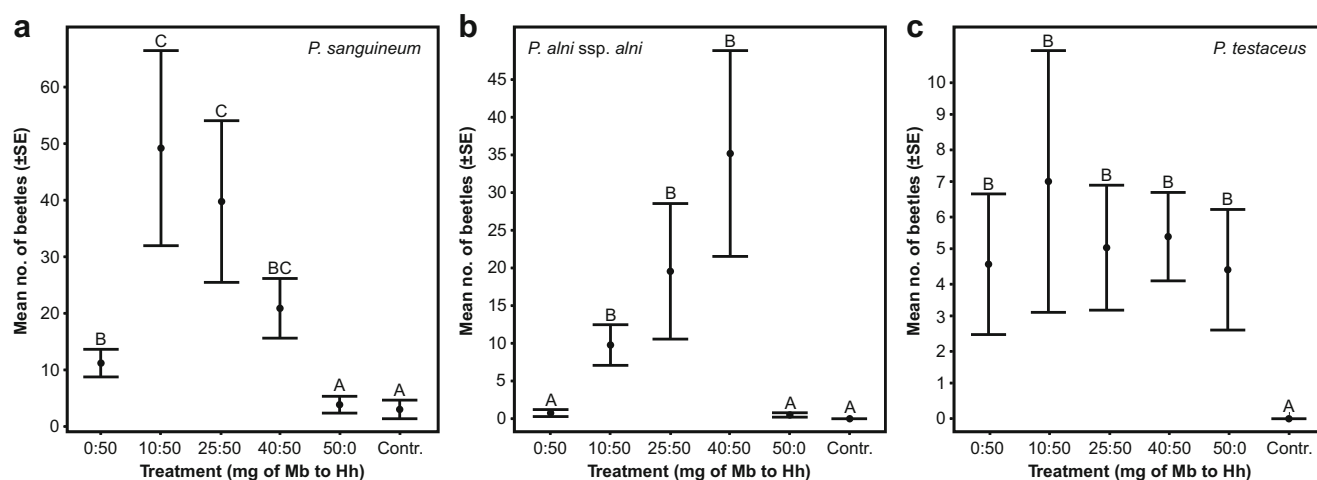 a
P. sanguineum
Mean no. of beetles (±SE)
60
50
40
30
20
10
0
B
C
C
BC
A
A
0:50 10:50 25:50 40:50 50:0 Contr.
Treatment (mg of Mb to Hh)
b
P. alni ssp. alni
Mean no. of beetles (±SE)
45
40
35
30
25
20
15
10
5
0
A
B
B
B
A
A
0:50 10:50 25:50 40:50 50:0 Contr.
Treatment (mg of Mb to Hh)
c
P. testaceus
Mean no. of beetles (±SE)
10
9
8
7
6
5
4
3
2
1
0
B
B
B
B
B
A
0:50 10:50 25:50 40:50 50:0 Contr.
Treatment (mg of Mb to Hh)